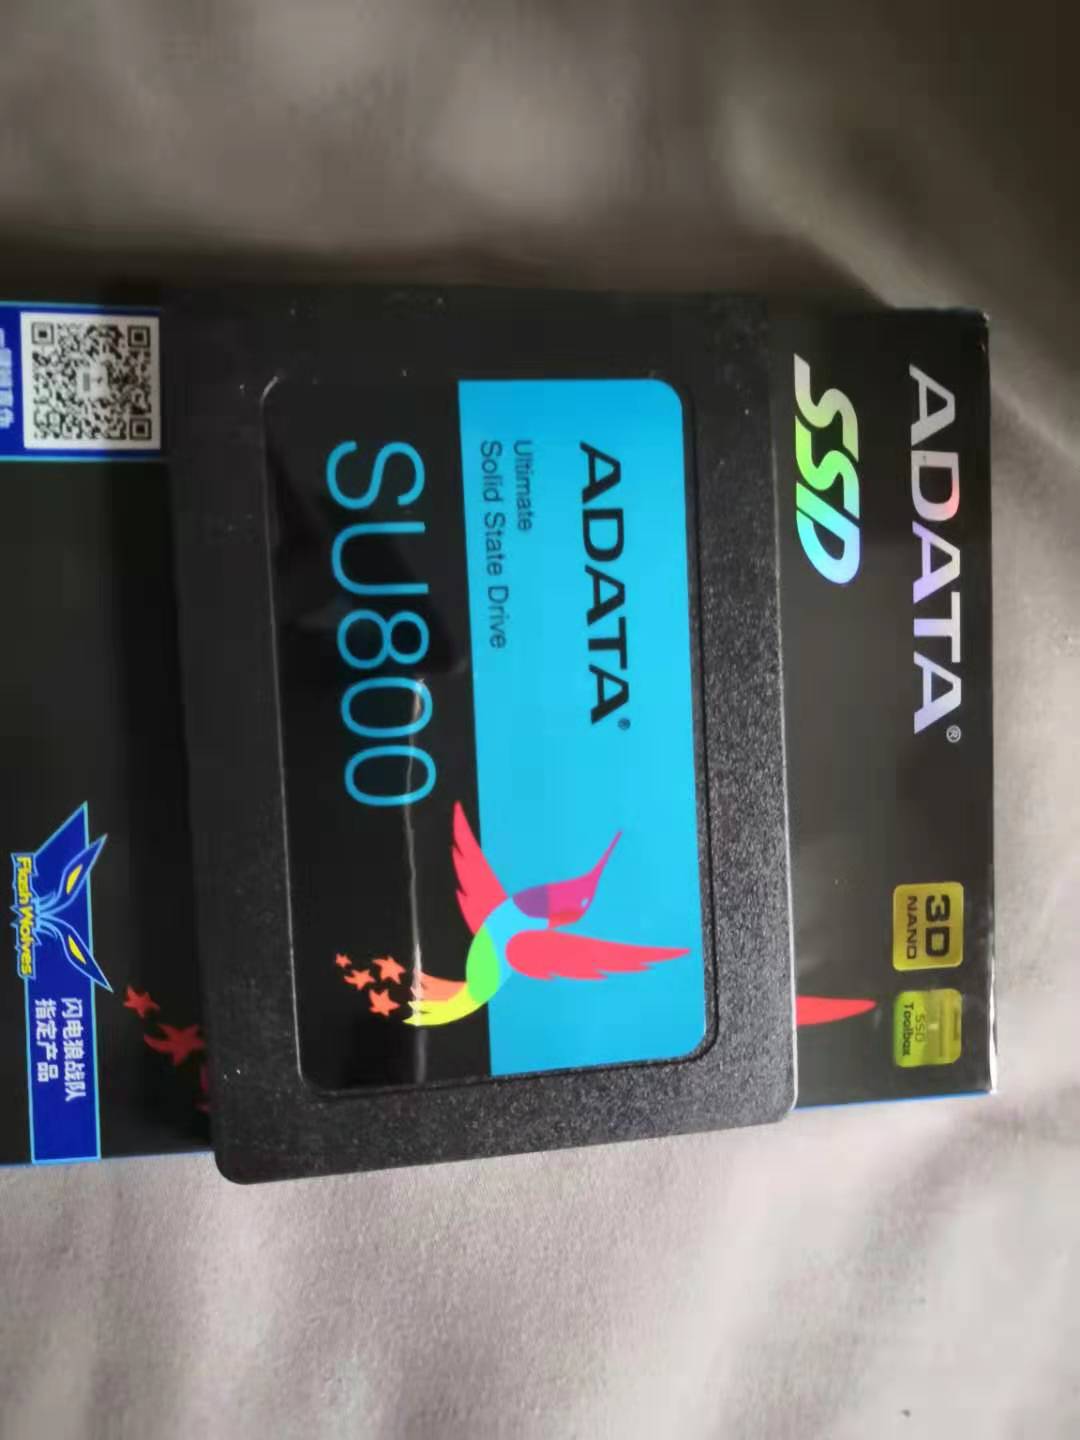 ADATA®
SSD
3D
NAND
SSD
Toolbox
ADATA®
Ultimate
Solid State Drive
SU800
Flash Wolves
闪电狼战队
指定产品